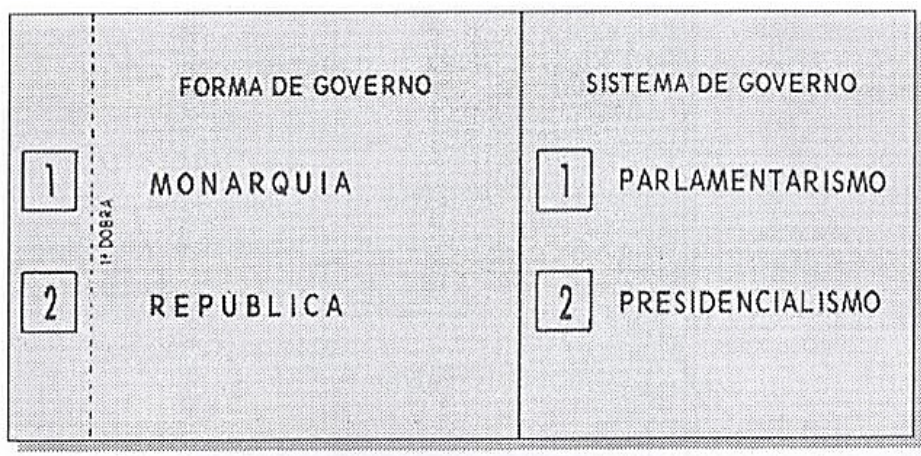 FORMA DE GOVERNO
1 MONARQUIA
2 REPÚBLICA
1ª DOBRA
SISTEMA DE GOVERNO
1 PARLAMENTARISMO
2 PRESIDENCIALISMO